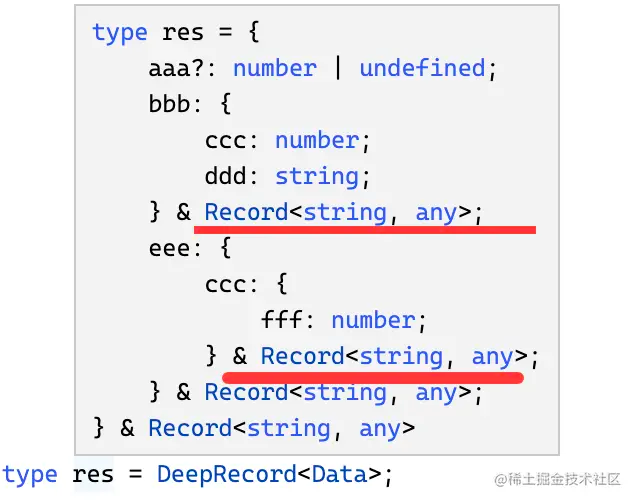 type res = {
    aaa?: number | undefined;
    bbb: {
        ccc: number;
        ddd: string;
    } & Record<string, any>;
    eee: {
        ccc: {
            fff: number;
        } & Record<string, any>;
    } & Record<string, any>;
} & Record<string, any>
type res = DeepRecord<Data>;
@稀土掘金技术社区